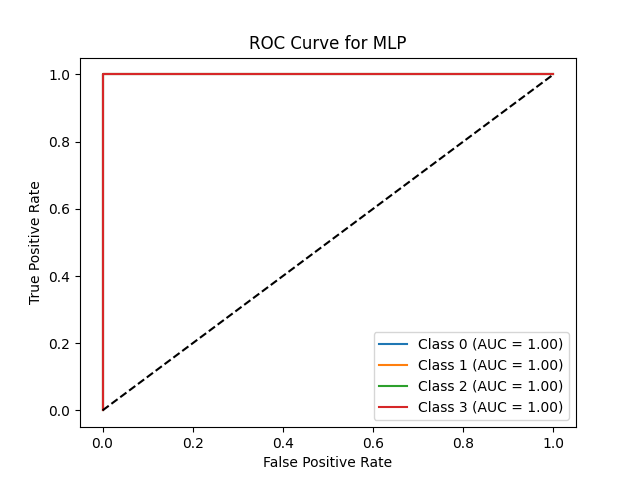 ROC Curve for MLP
True Positive Rate
1.0
0.8
0.6
0.4
0.2
0.0
Class 0 (AUC = 1.00)
Class 1 (AUC = 1.00)
Class 2 (AUC = 1.00)
Class 3 (AUC = 1.00)
0.0 0.2 0.4 0.6 0.8 1.0
False Positive Rate